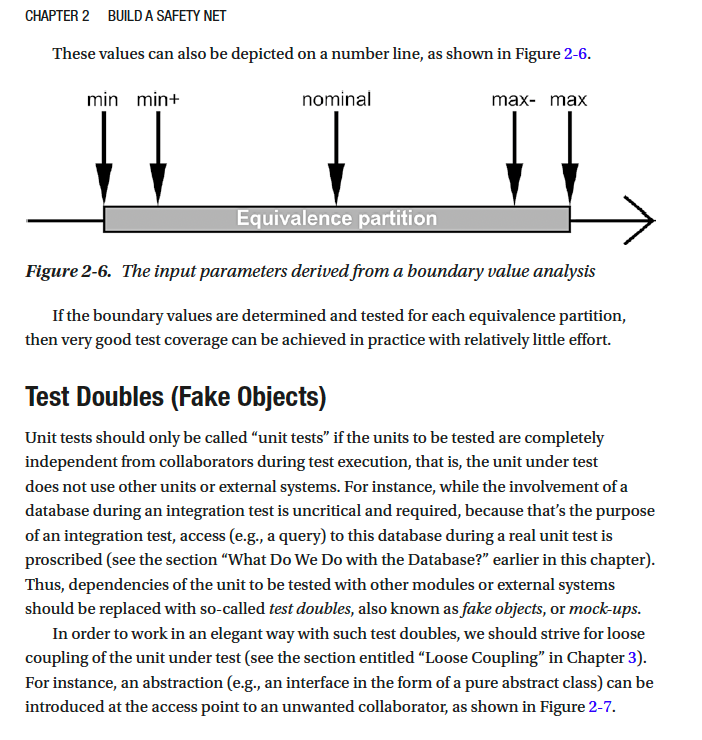 CHAPTER 2 BUILD A SAFETY NET
These values can also be depicted on a number line, as shown in Figure 2-6.
min min+ nominal max- max
Equivalence partition
Figure 2-6. The input parameters derived from a boundary value analysis
If the boundary values are determined and tested for each equivalence partition,
then very good test coverage can be achieved in practice with relatively little effort.
Test Doubles (Fake Objects)
Unit tests should only be called “unit tests” if the units to be tested are completely
independent from collaborators during test execution, that is, the unit under test
does not use other units or external systems. For instance, while the involvement of a
database during an integration test is uncritical and required, because that’s the purpose
of an integration test, access (e.g., a query) to this database during a real unit test is
proscribed (see the section “What Do We Do with the Database?” earlier in this chapter).
Thus, dependencies of the unit to be tested with other modules or external systems
should be replaced with so-called test doubles, also known as fake objects, or mock-ups.
In order to work in an elegant way with such test doubles, we should strive for loose
coupling of the unit under test (see the section entitled “Loose Coupling” in Chapter 3).
For instance, an abstraction (e.g., an interface in the form of a pure abstract class) can be
introduced at the access point to an unwanted collaborator, as shown in Figure 2-7.